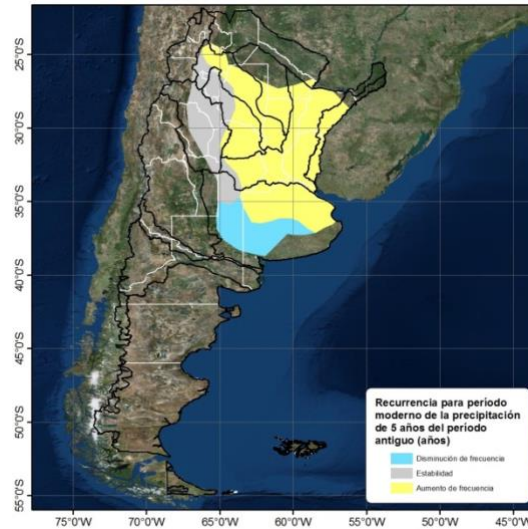 25°0'S
30°0'S
35°0'S
40°0'S
45°0'S
50°0'S
55°0'S
75°0'W
70°0'W
65°0'W
60°0'W
55°0'W
50°0'W
45°0'W
Recurrencia para periodo
moderno de la precipitación
de 5 años del periodo
antiguo (años)
Disminución de frecuencia
Estabilidad
Aumento de frecuencia